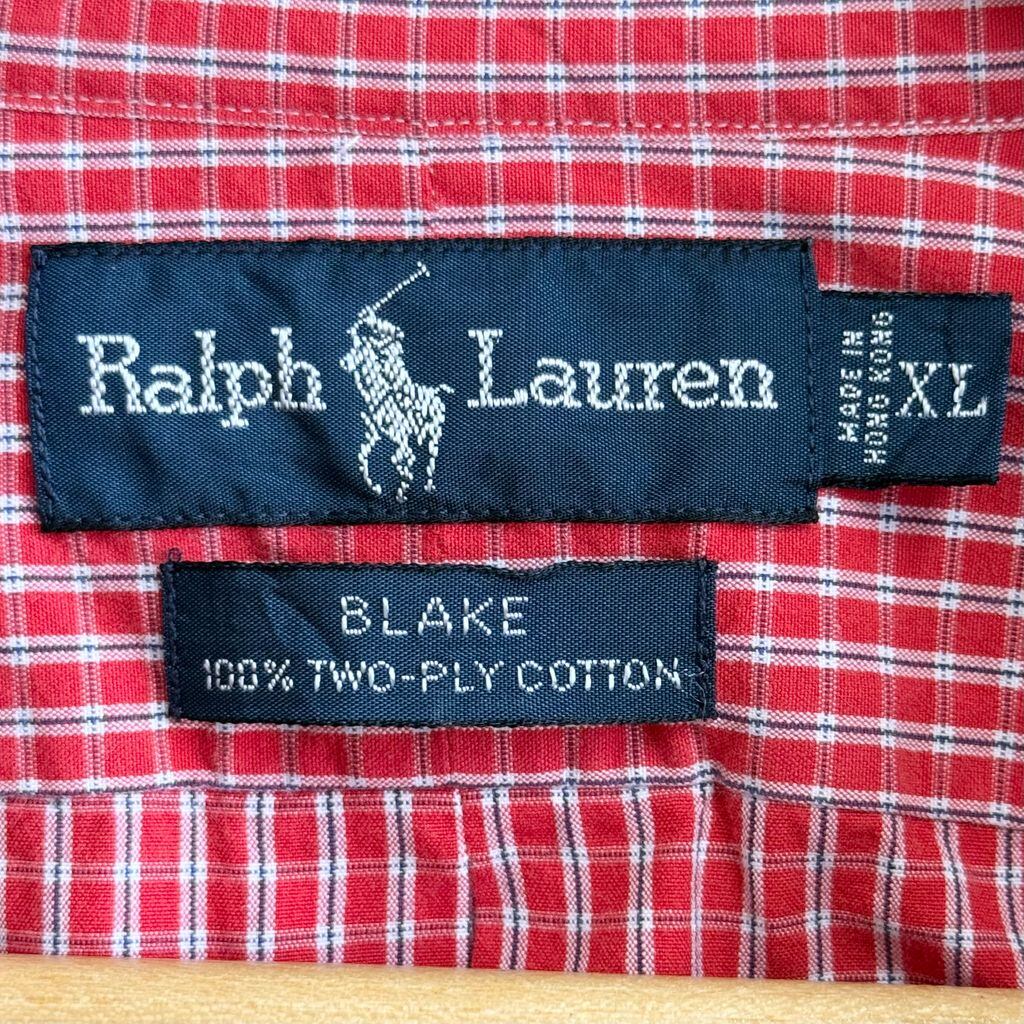 Ralph Lauren
MADE IN
HONG KONG
XL
BLAKE
100% TWO-PLY COTTON